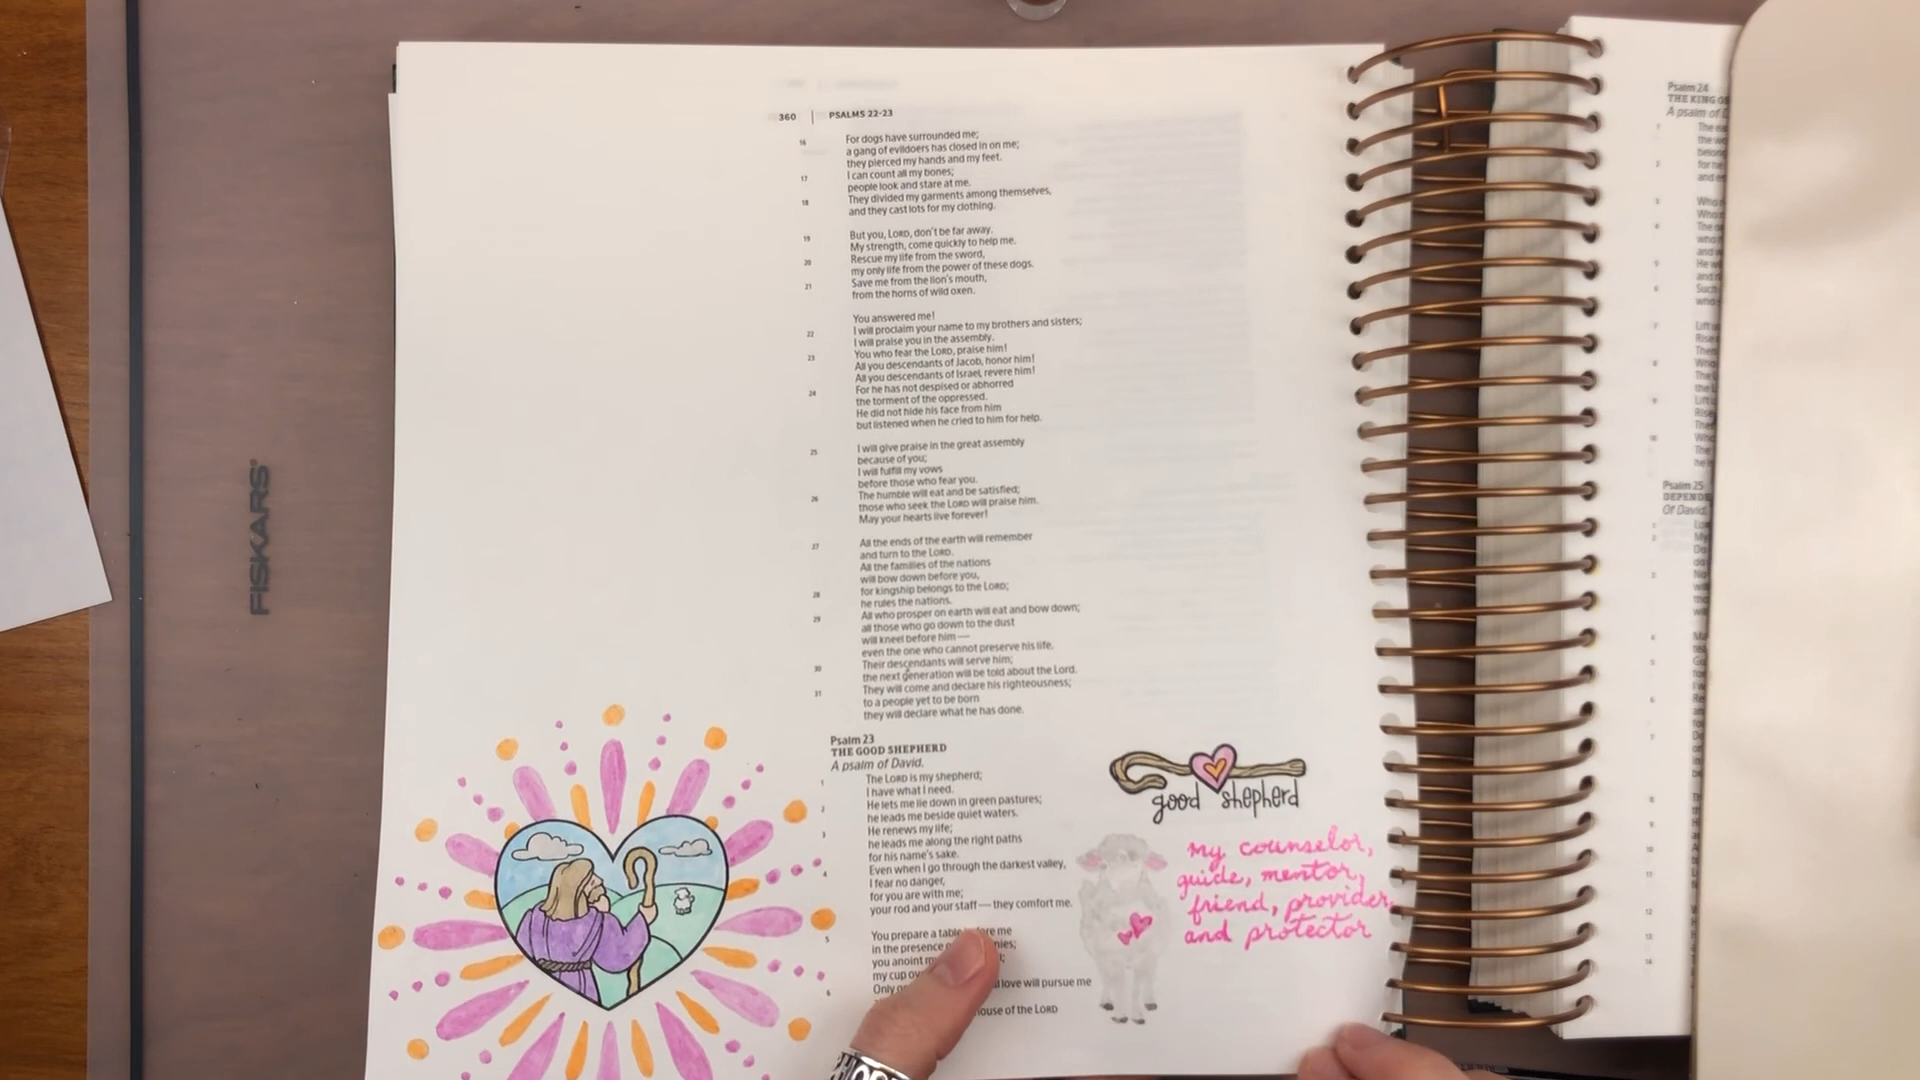 360 | PSALMS 22-23
16 For dogs have surrounded me;
a gang of evildoers has closed in on me;
they pierced my hands and my feet.
17 I can count all my bones;
people look and stare at me.
18 They divided my garments among themselves,
and they cast lots for my clothing.
19 But you, LORD, don't be far away.
My strength, come quickly to help me.
20 Rescue my life from the sword,
my only life from the power of these dogs.
21 Save me from the lion's mouth,
from the horns of wild oxen.
You answered me!
22 I will proclaim your name to my brothers and sisters;
I will praise you in the assembly.
23 You who fear the LORD, praise him!
All you descendants of Jacob, honor him!
All you descendants of Israel, revere him!
24 For he has not despised or abhorred
the torment of the oppressed.
He did not hide his face from him
but listened when he cried to him for help.
25 I will give praise in the great assembly
because of you;
I will fulfill my vows
before those who fear you.
26 The humble will eat and be satisfied;
those who seek the LORD will praise him.
May your hearts live forever!
27 All the ends of the earth will remember
and turn to the LORD.
All the families of the nations
will bow down before you,
28 for kingship belongs to the LORD;
he rules the nations.
29 All who prosper on earth will eat and bow down;
all those who go down to the dust
will kneel before him —
even the one who cannot preserve his life.
30 Their descendants will serve him;
the next generation will be told about the Lord.
31 They will come and declare his righteousness;
to a people yet to be born
they will declare what he has done.
Psalm 23
THE GOOD SHEPHERD
A psalm of David.
1 The LORD is my shepherd;
I have what I need.
2 He lets me lie down in green pastures;
he leads me beside quiet waters.
3 He renews my life;
he leads me along the right paths
for his name's sake.
4 Even when I go through the darkest valley,
I fear no danger,
for you are with me;
your rod and your staff — they comfort me.
5 You prepare a table me
in the presence
you anoint
my cup
6 Only love will pursue me
house of the LORD
good shepherd
my counselor,
guide, mentor,
friend, provider,
and protector
FISKARS
Psalm 24
THE KING
A psalm of
Psalm 25
Of David.